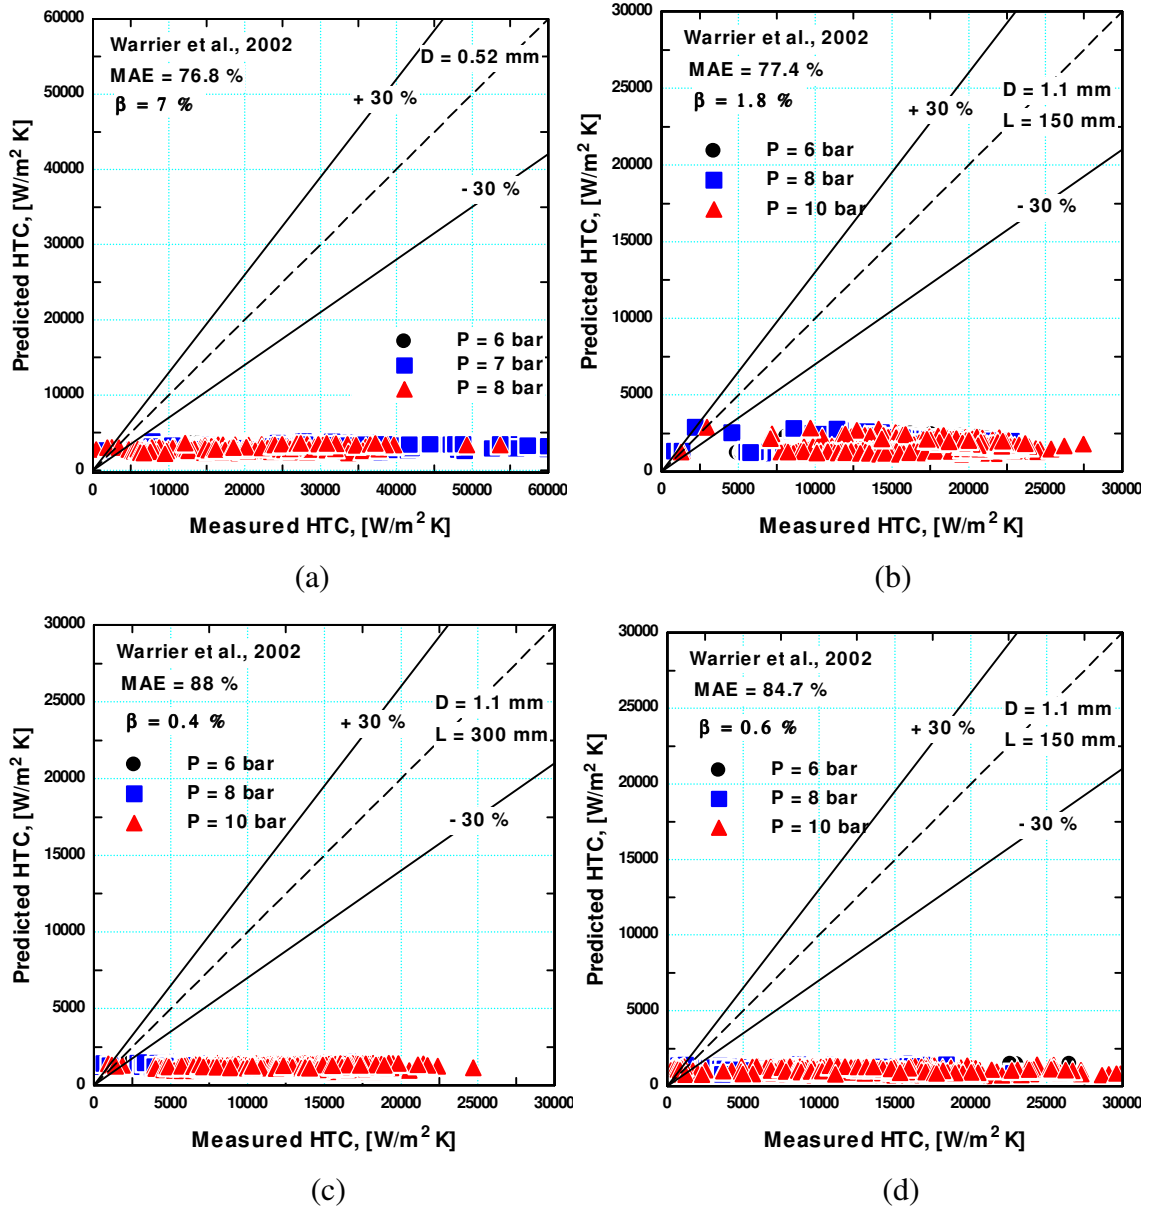 60000
50000
40000
30000
20000
10000
0
Predicted HTC, [W/m² K]
Warrier et al., 2002
MAE = 76.8 %
β = 7 %
D = 0.52 mm
+ 30 %
- 30 %
P = 6 bar
P = 7 bar
P = 8 bar
0 10000 20000 30000 40000 50000 60000
Measured HTC, [W/m² K]
(a)
30000
25000
20000
15000
10000
5000
0
Predicted HTC, [W/m² K]
Warrier et al., 2002
MAE = 77.4 %
β = 1.8 %
+ 30 %
D = 1.1 mm
L = 150 mm
P = 6 bar
P = 8 bar
P = 10 bar
- 30 %
0 5000 10000 15000 20000 25000 30000
Measured HTC, [W/m² K]
(b)
30000
25000
20000
15000
10000
5000
0
Predicted HTC, [W/m² K]
Warrier et al., 2002
MAE = 88 %
β = 0.4 %
+ 30 %
D = 1.1 mm
L = 300 mm
P = 6 bar
P = 8 bar
P = 10 bar
- 30 %
0 5000 10000 15000 20000 25000 30000
Measured HTC, [W/m² K]
(c)
30000
25000
20000
15000
10000
5000
0
Predicted HTC, [W/m² K]
Warrier et al., 2002
MAE = 84.7 %
β = 0.6 %
+ 30 %
D = 1.1 mm
L = 150 mm
P = 6 bar
P = 8 bar
P = 10 bar
- 30 %
0 5000 10000 15000 20000 25000 30000
Measured HTC, [W/m² K]
(d)